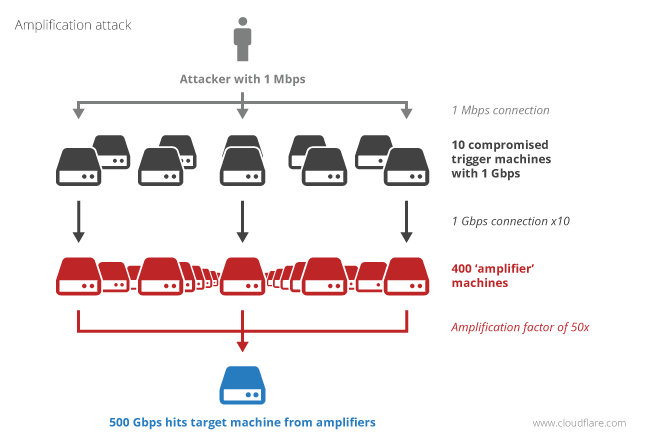 Amplification attack
Attacker with 1 Mbps
1 Mbps connection
10 compromised
trigger machines
with 1 Gbps
1 Gbps connection x10
400 ‘amplifier’
machines
Amplification factor of 50x
500 Gbps hits target machine from amplifiers
www.cloudflare.com